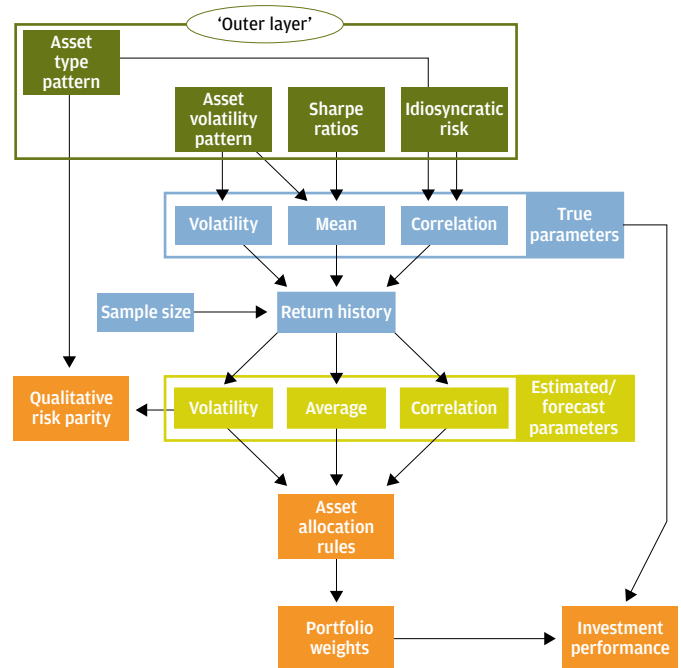 ‘Outer layer’
Asset
type
pattern
Asset
volatility
pattern
Sharpe
ratios
Idiosyncratic
risk
Volatility
Mean
Correlation
True
parameters
Sample size
Return history
Qualitative
risk parity
Volatility
Average
Correlation
Estimated/
forecast
parameters
Asset
allocation
rules
Portfolio
weights
Investment
performance